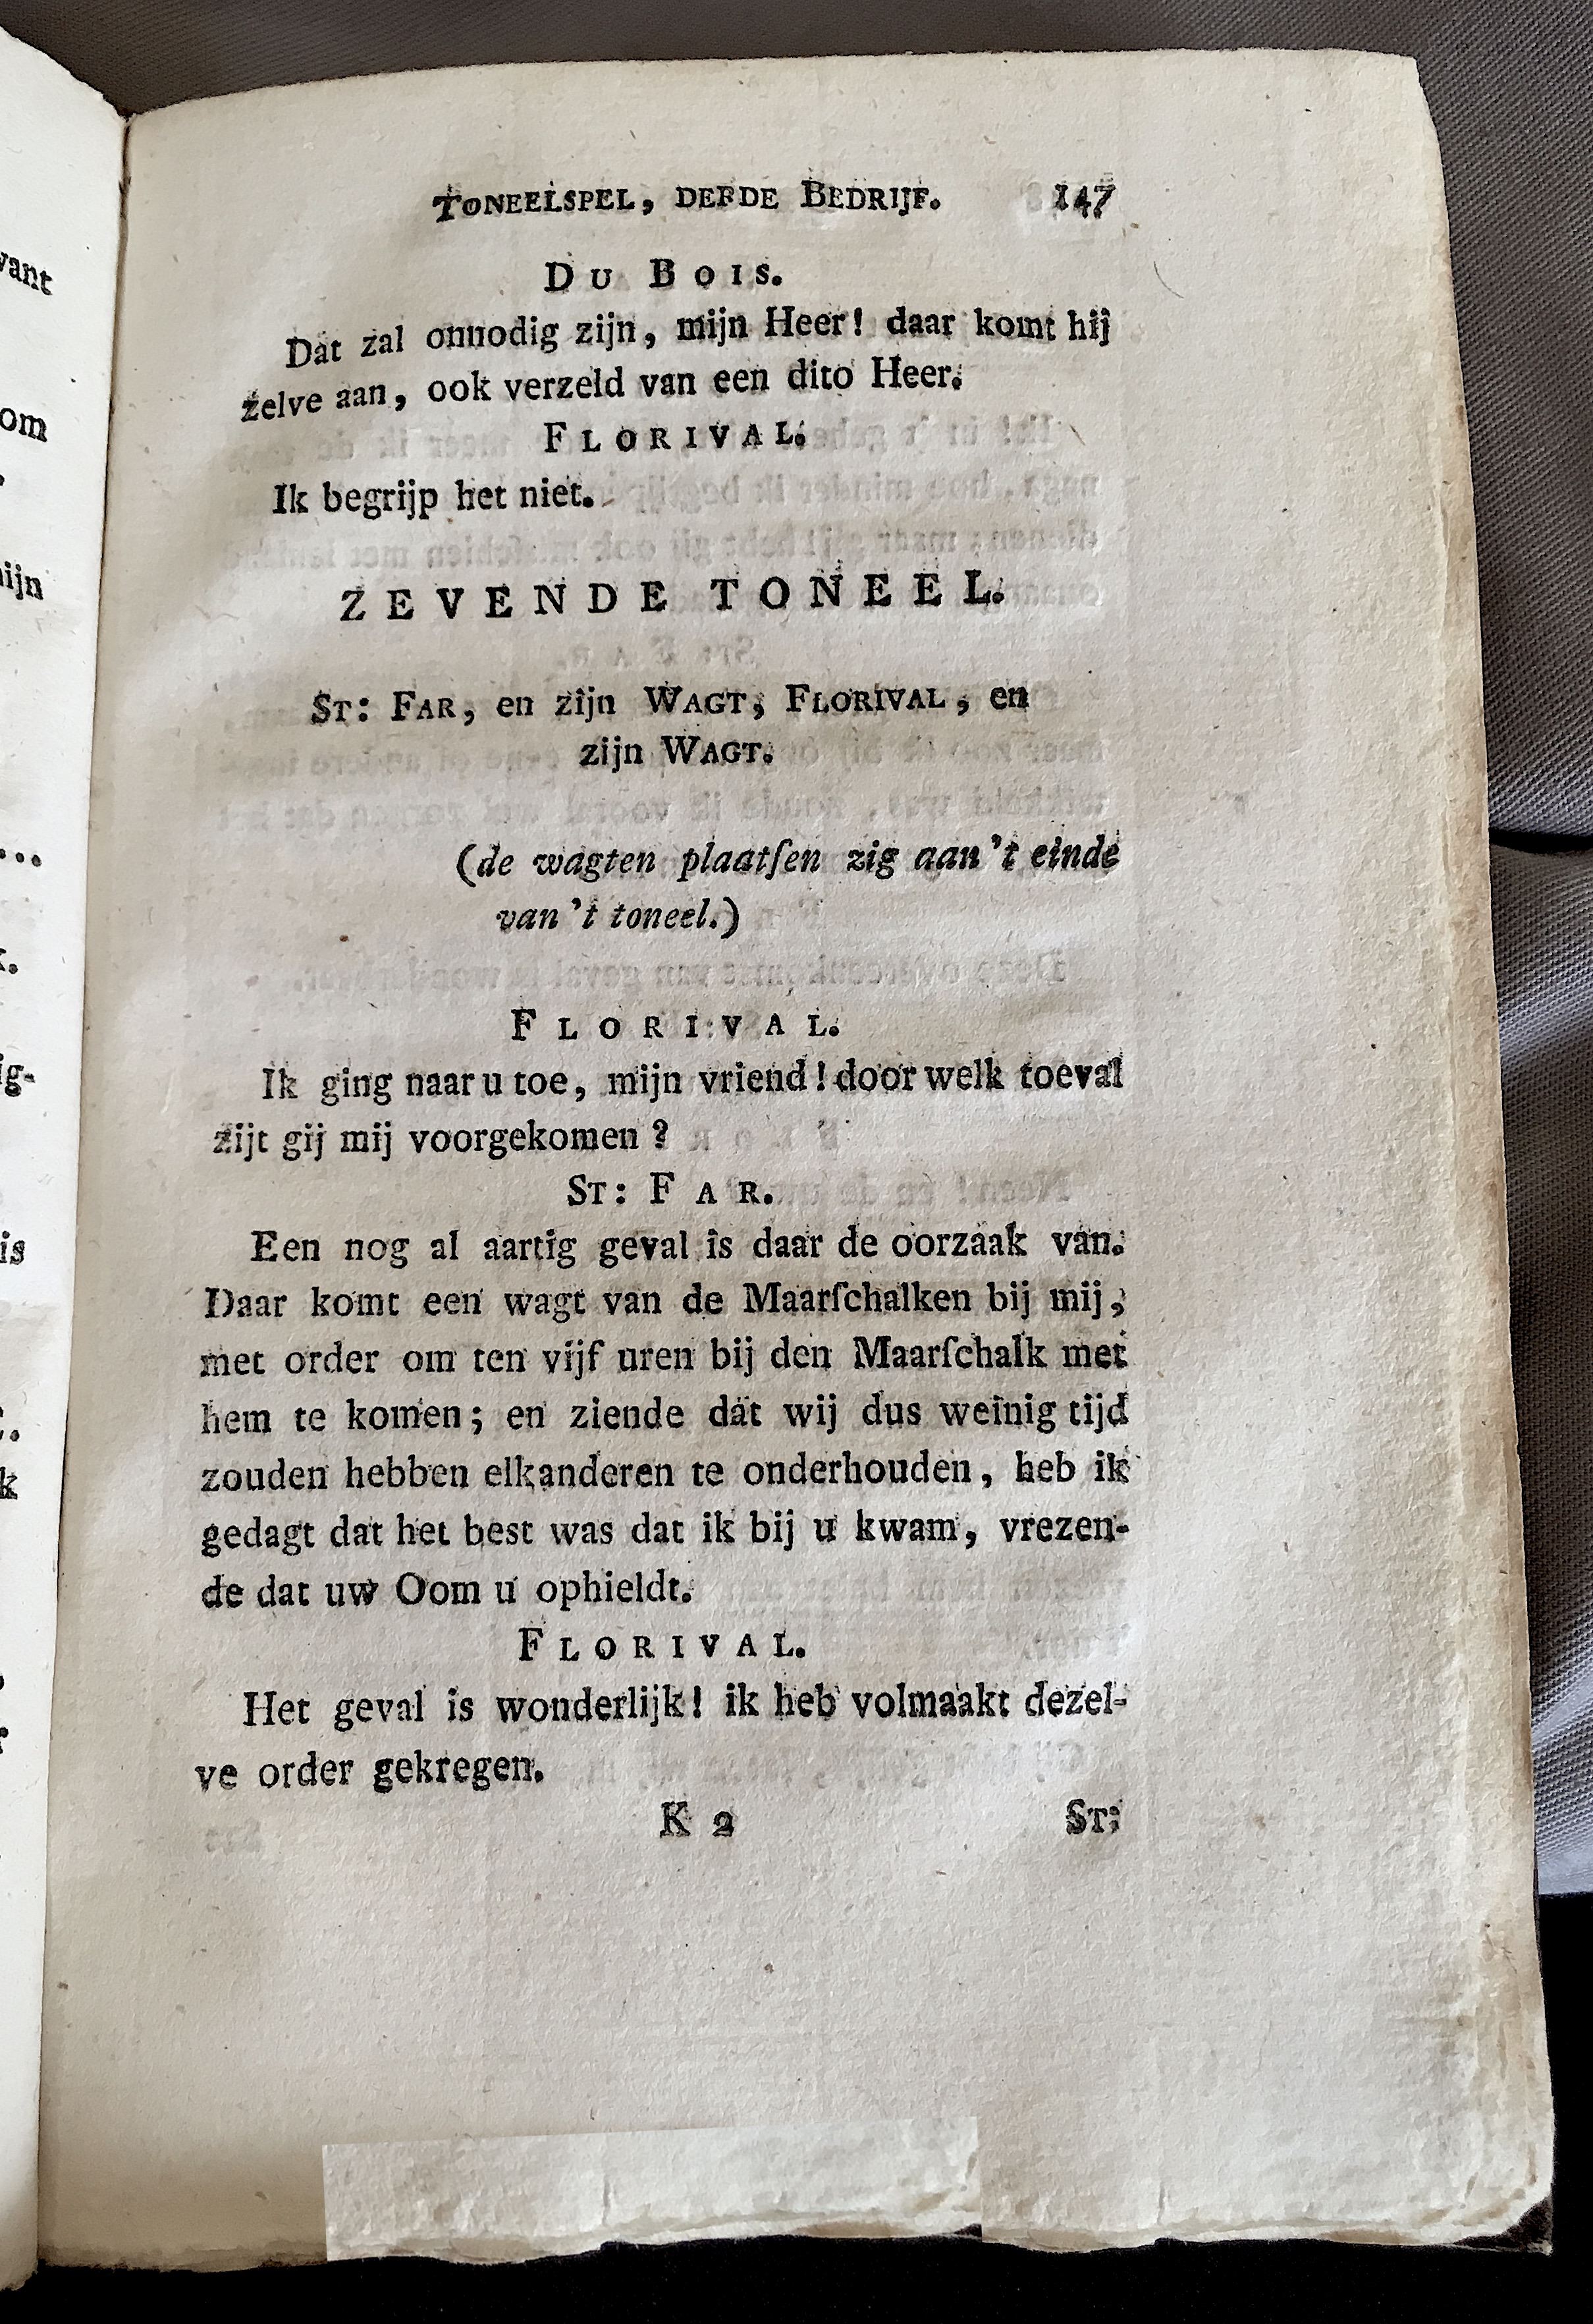 TONEELSPEL, DERDE BEDRIJF. 147
DU BOIS.
Dat zal onnodig zijn, mijn Heer! daar komt hij
zelve aan, ook verzeld van een dito Heer.
FLORIVAL.
Ik begrijp het niet.
ZEVENDE TONEEL.
ST: FAR, en zijn WAGT, FLORIVAL, en
zijn WAGT.
(de wagten plaatſen zig aan 't einde
van 't toneel.)
FLORIVAL.
Ik ging naar u toe, mijn vriend! door welk toeval
zijt gij mij voorgekomen?
ST: FAR.
Een nog al aartig geval is daar de oorzaak van.
Daar komt een wagt van de Maarſchalken bij mij,
met order om ten vijf uren bij den Maarſchalk met
hem te komen; en ziende dat wij dus weinig tijd
zouden hebben elkanderen te onderhouden, heb ik
gedagt dat het best was dat ik bij u kwam, vrezen-
de dat uw Oom u ophieldt.
FLORIVAL.
Het geval is wonderlijk! ik heb volmaakt dezel-
ve order gekregen.
K 2 ST: